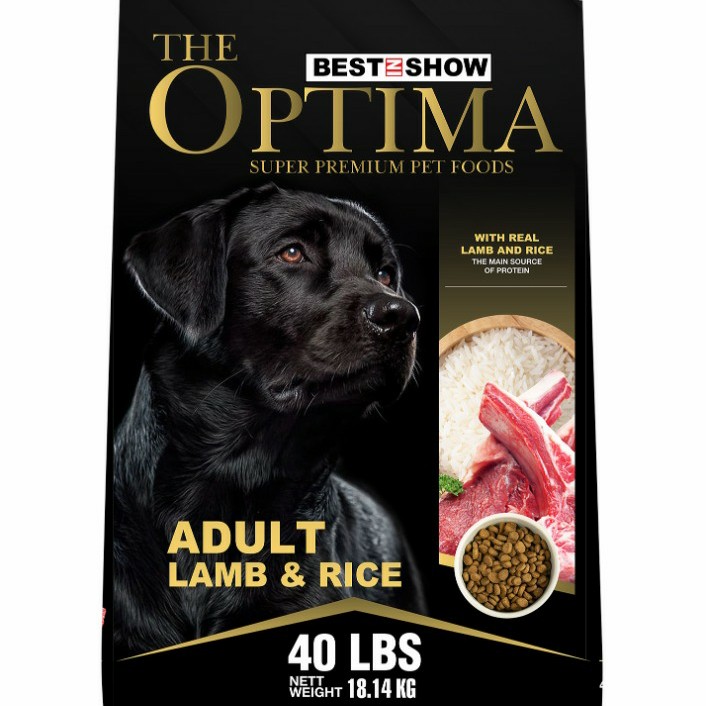 THE
BEST IN SHOW
OPTIMA
SUPER PREMIUM PET FOODS
WITH REAL
LAMB AND RICE
THE MAIN SOURCE
OF PROTEIN
ADULT
LAMB & RICE
40 LBS
NETT
WEIGHT 18.14 KG